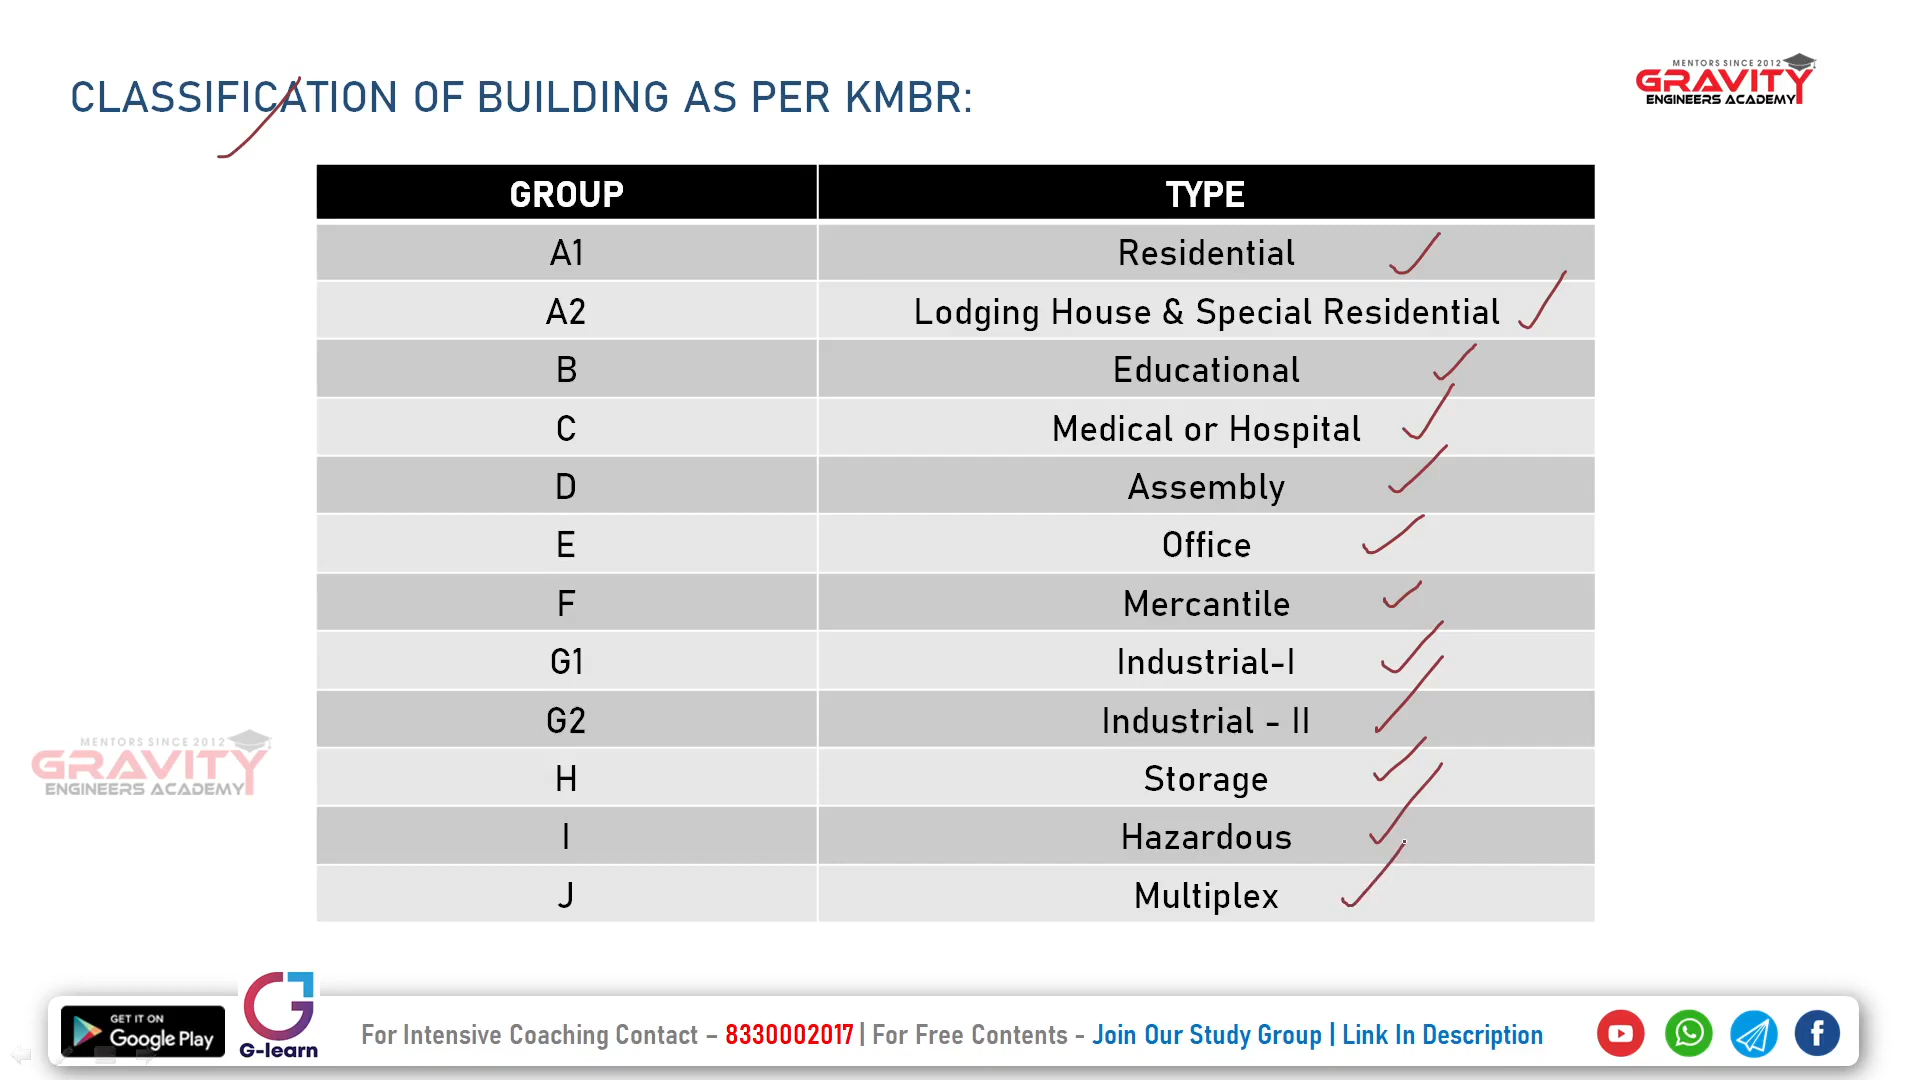 CLASSIFICATION OF BUILDING AS PER KMBR:
MENTORS SINCE 2012
GRAVITY
ENGINEERS ACADEMY
GROUP TYPE
A1 Residential
A2 Lodging House & Special Residential
B Educational
C Medical or Hospital
D Assembly
E Office
F Mercantile
G1 Industrial-I
G2 Industrial - II
H Storage
I Hazardous
J Multiplex
MENTORS SINCE 2012
GRAVITY
ENGINEERS ACADEMY
GET IT ON
Google Play
G-learn
For Intensive Coaching Contact – 8330002017 | For Free Contents - Join Our Study Group | Link In Description